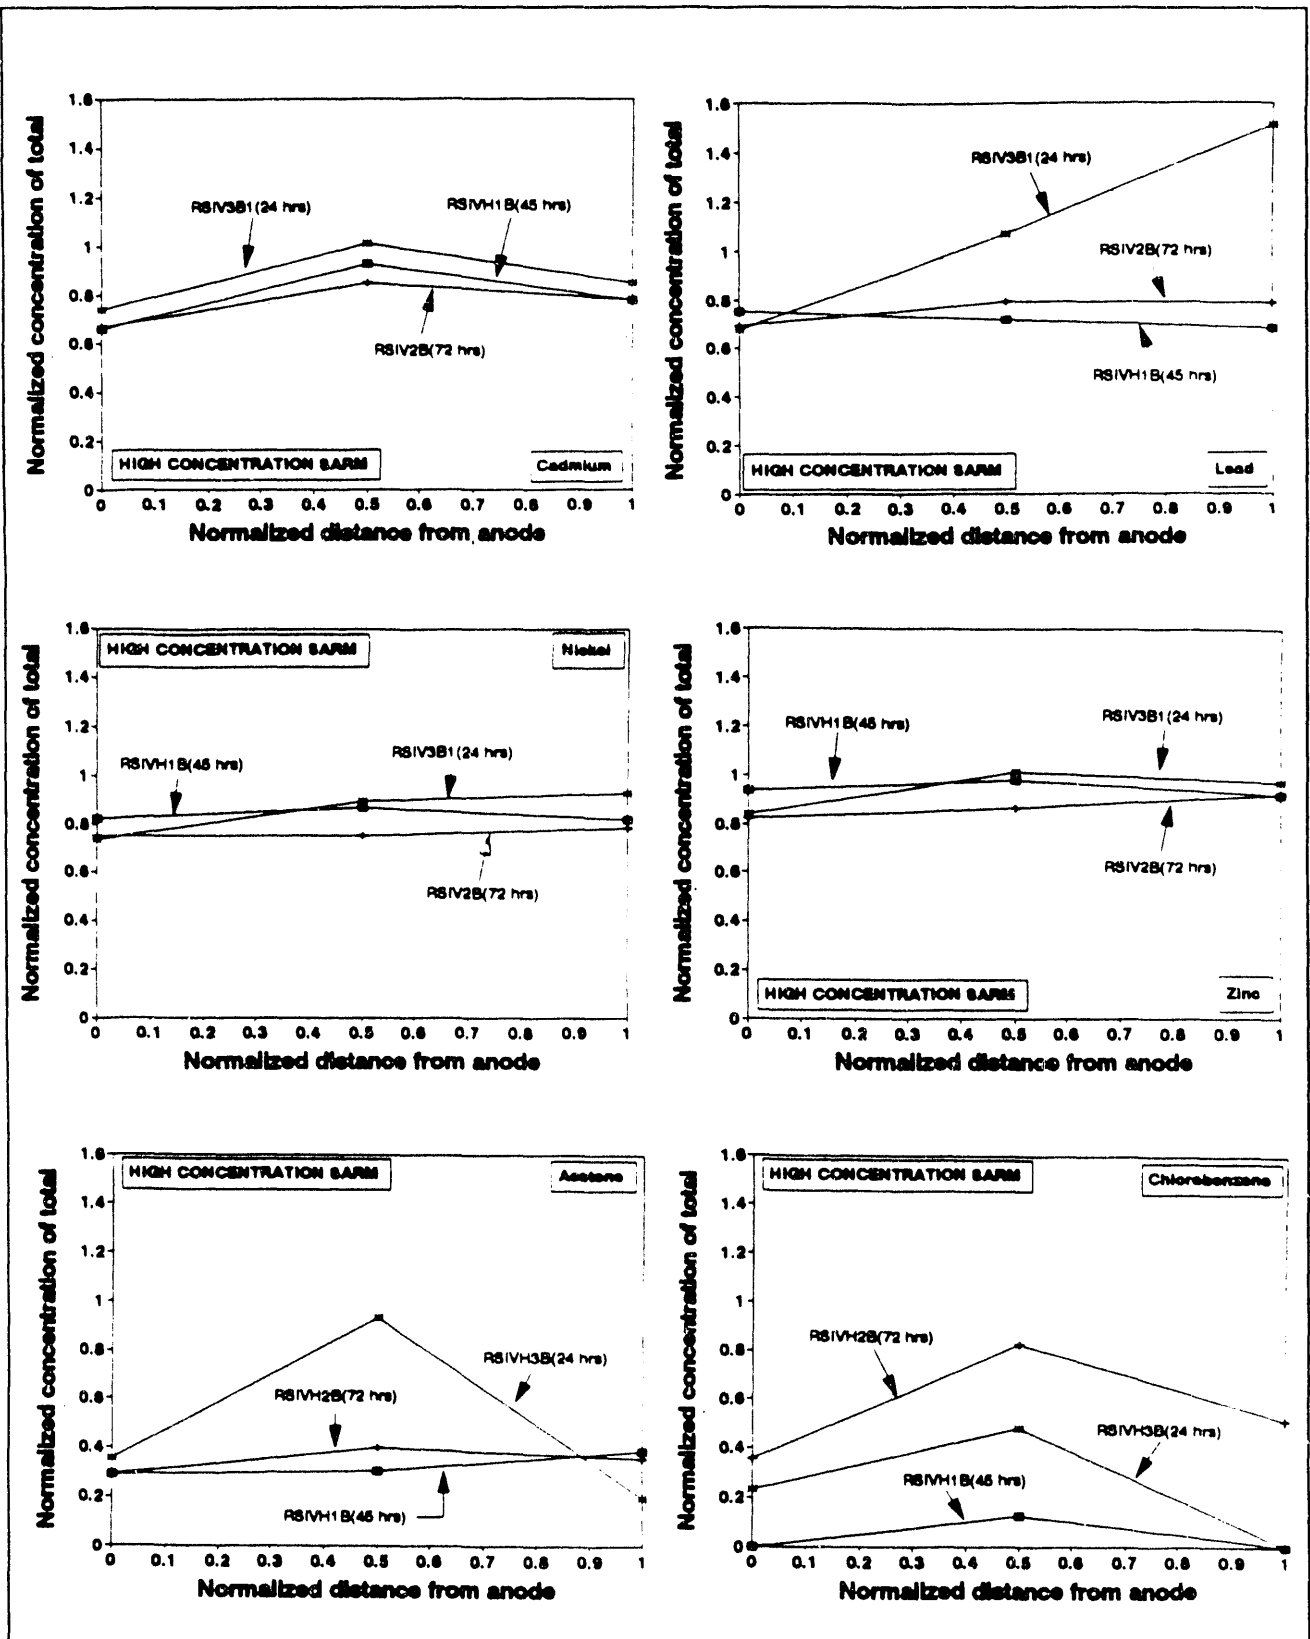 Normalized concentration of total
1.6
1.4
1.2
1
0.8
0.6
0.4
0.2
0
RSIV3B1(24 hrs)
RSIVH1B(45 hrs)
RSIV2B(72 hrs)
HIGH CONCENTRATION SARM
Cadmium
0 0.1 0.2 0.3 0.4 0.5 0.6 0.7 0.8 0.9 1
Normalized distance from anode
Normalized concentration of total
1.6
1.4
1.2
1
0.8
0.6
0.4
0.2
0
RSIV3B1(24 hrs)
RSIV2B(72 hrs)
RSIVH1B(45 hrs)
HIGH CONCENTRATION SARM
Lead
0 0.1 0.2 0.3 0.4 0.5 0.6 0.7 0.8 0.9 1
Normalized distance from anode
Normalized concentration of total
1.6
1.4
1.2
1
0.8
0.6
0.4
0.2
0
HIGH CONCENTRATION SARM
Nickel
RSIVH1B(45 hrs)
RSIV3B1(24 hrs)
RSIV2B(72 hrs)
0 0.1 0.2 0.3 0.4 0.5 0.6 0.7 0.8 0.9 1
Normalized distance from anode
Normalized concentration of total
1.6
1.4
1.2
1
0.8
0.6
0.4
0.2
0
RSIVH1B(45 hrs)
RSIV3B1(24 hrs)
RSIV2B(72 hrs)
HIGH CONCENTRATION SARM
Zinc
0 0.1 0.2 0.3 0.4 0.5 0.6 0.7 0.8 0.9 1
Normalized distance from anode
Normalized concentration of total
1.6
1.4
1.2
1
0.8
0.6
0.4
0.2
0
HIGH CONCENTRATION SARM
Acetone
RSIVH3B(24 hrs)
RSIVH2B(72 hrs)
RSIVH1B(45 hrs)
0 0.1 0.2 0.3 0.4 0.5 0.6 0.7 0.8 0.9 1
Normalized distance from anode
Normalized concentration of total
1.6
1.4
1.2
1
0.8
0.6
0.4
0.2
0
HIGH CONCENTRATION SARM
Chlorobenzene
RSIVH2B(72 hrs)
RSIVH3B(24 hrs)
RSIVH1B(45 hrs)
0 0.1 0.2 0.3 0.4 0.5 0.6 0.7 0.8 0.9 1
Normalized distance from anode